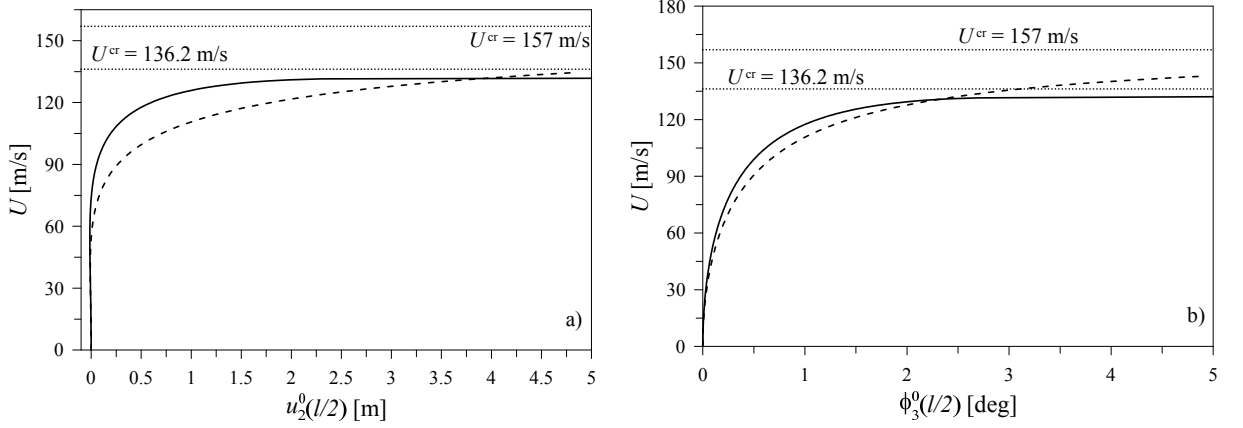 150
120
90
60
30
0
U [m/s]
U^cr = 136.2 m/s
U^cr = 157 m/s
a)
0 0.5 1 1.5 2 2.5 3 3.5 4 4.5 5
u₂⁰(l/2) [m]
180
150
120
90
60
30
0
U [m/s]
U^cr = 157 m/s
U^cr = 136.2 m/s
b)
0 1 2 3 4 5
ϕ₃⁰(l/2) [deg]